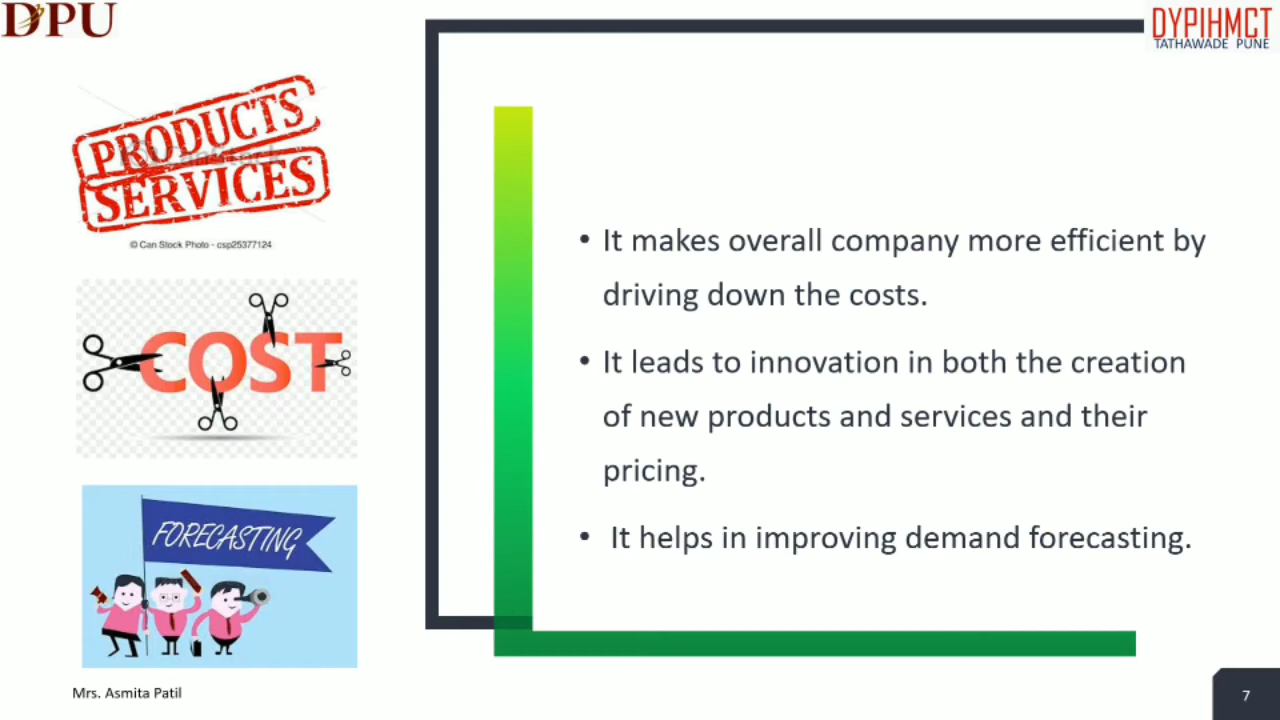 DPU
DYPIHMCT
TATHAWADE PUNE
PRODUCTS
SERVICES
© Can Stock Photo - csp25377124
COST
FORECASTING
• It makes overall company more efficient by
driving down the costs.
• It leads to innovation in both the creation
of new products and services and their
pricing.
• It helps in improving demand forecasting.
Mrs. Asmita Patil
7